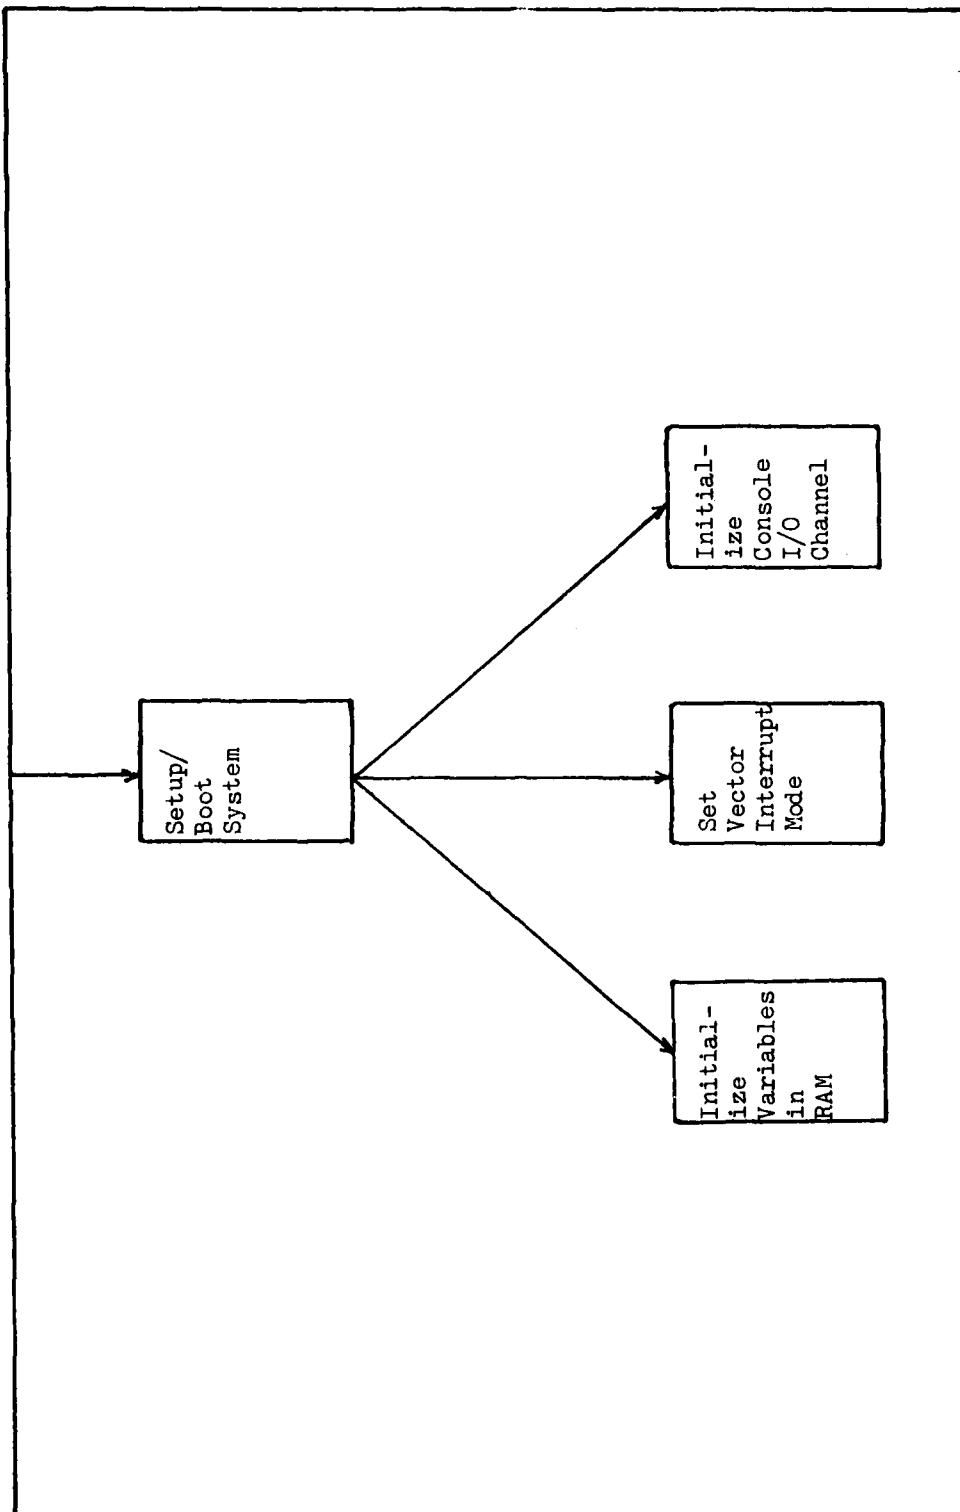 Setup/
Boot
System
Initial-
ize
Variables
in
RAM
Set
Vector
Interrupt
Mode
Initial-
ize
Console
I/O
Channel